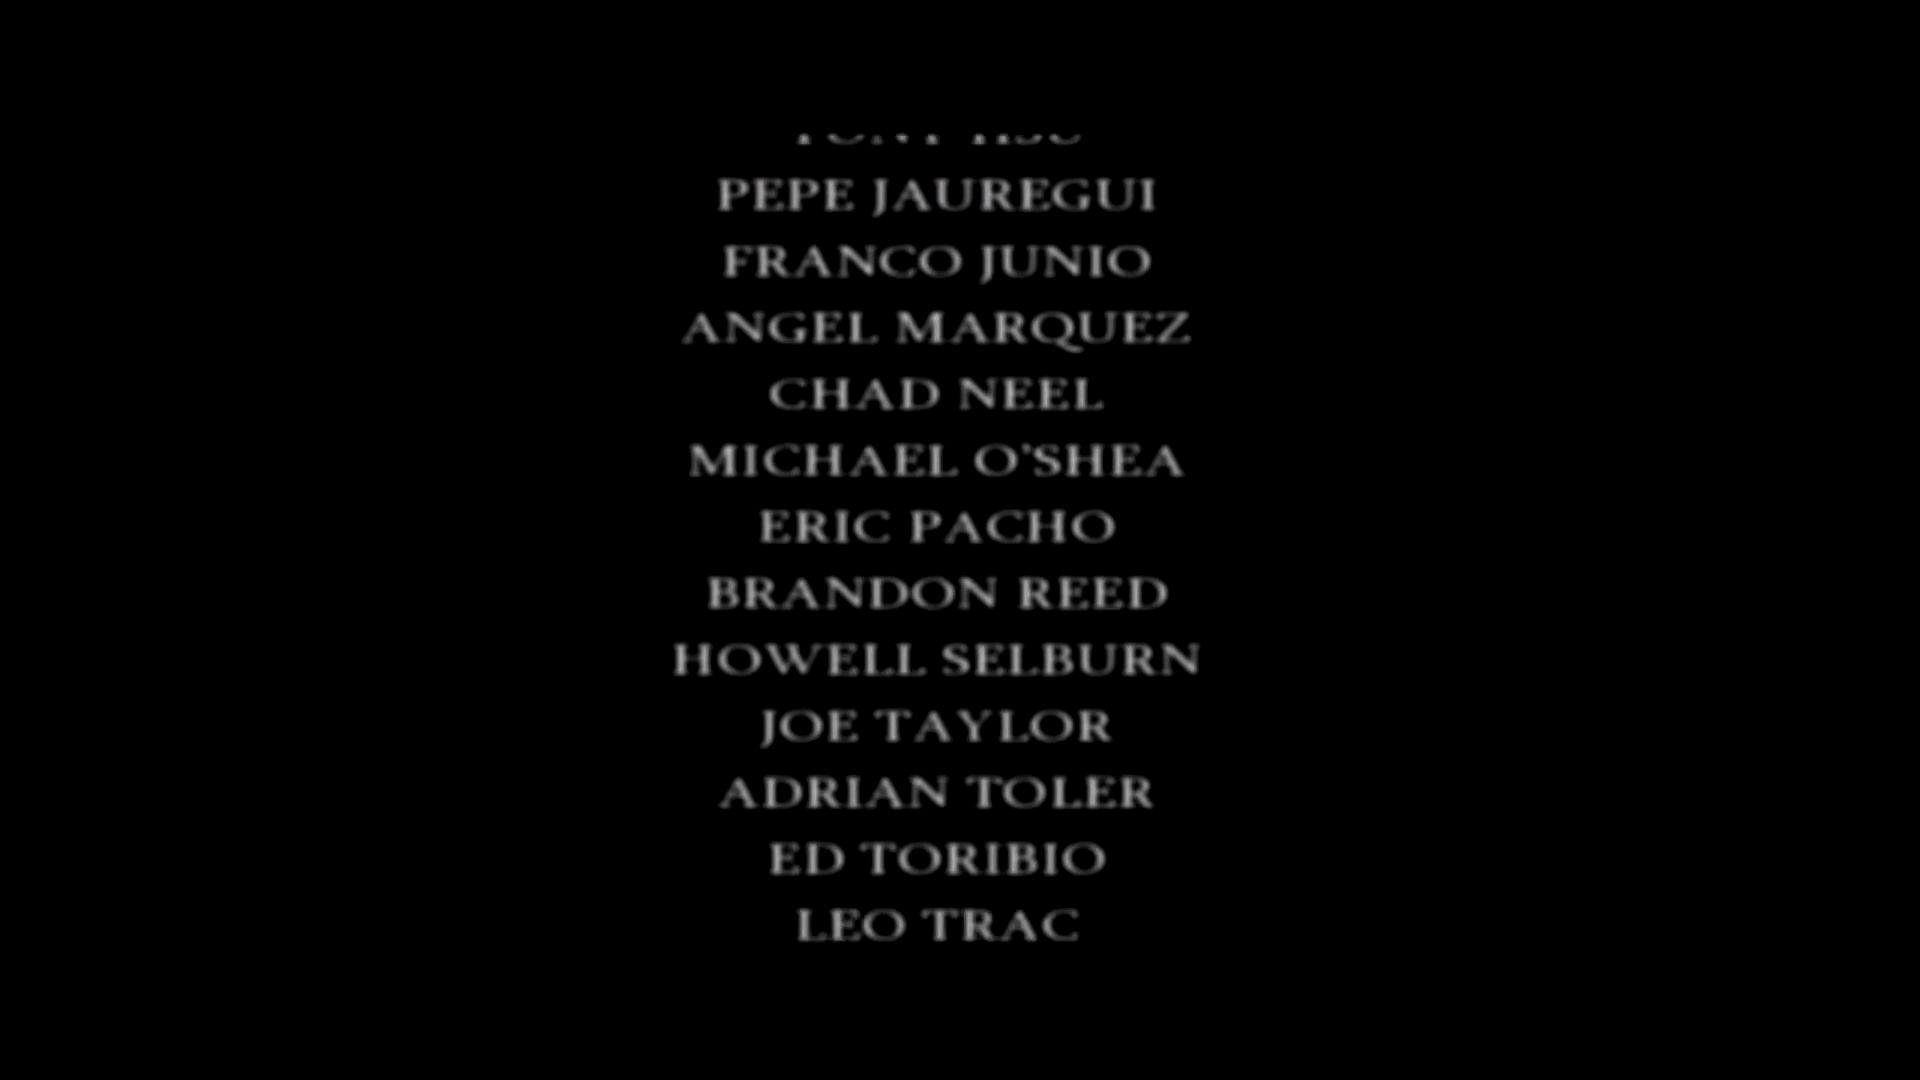 PEPE JAUREGUI
FRANCO JUNIO
ANGEL MARQUEZ
CHAD NEEL
MICHAEL O'SHEA
ERIC PACHO
BRANDON REED
HOWELL SELBURN
JOE TAYLOR
ADRIAN TOLER
ED TORIBIO
LEO TRAC